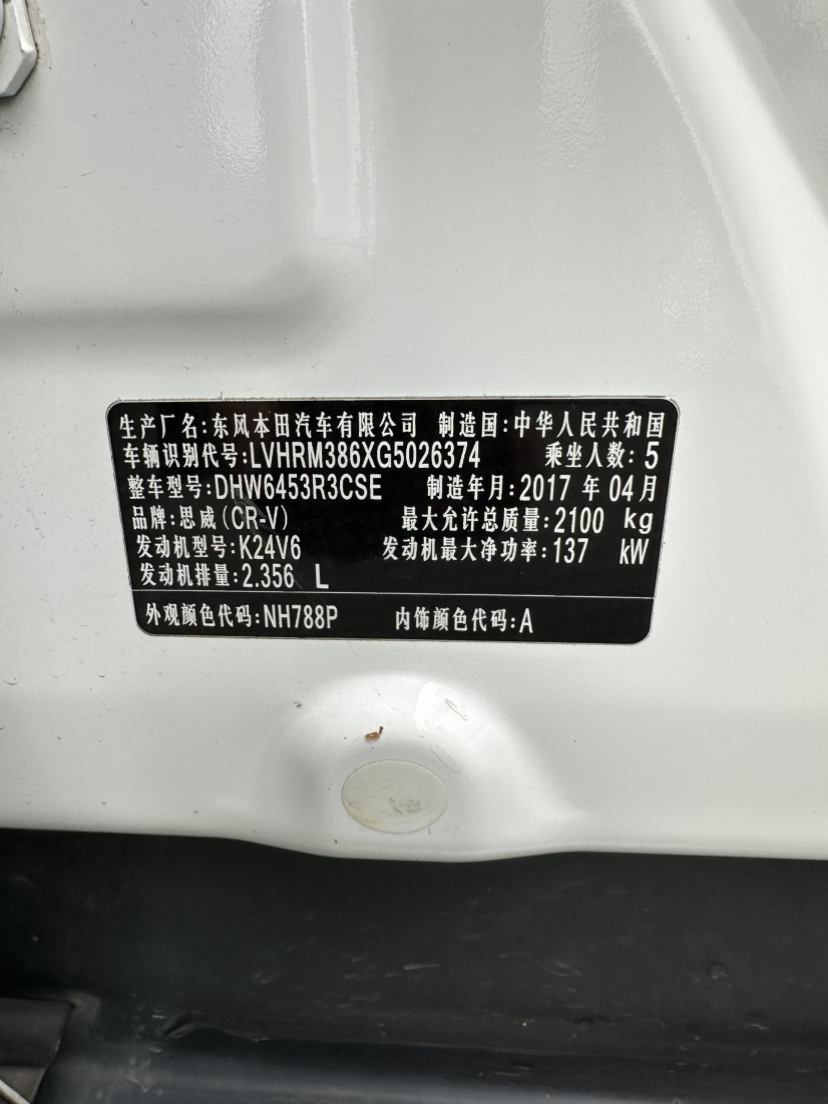 生产厂名:东风本田汽车有限公司 制造国:中华人民共和国
车辆识别代号:LVHRM386XG5026374 乘坐人数:5
整车型号:DHW6453R3CSE 制造年月:2017 年 04月
品牌:思威(CR-V) 最大允许总质量:2100 kg
发动机型号:K24V6 发动机最大净功率:137 kW
发动机排量:2.356 L
外观颜色代码:NH788P 内饰颜色代码:A